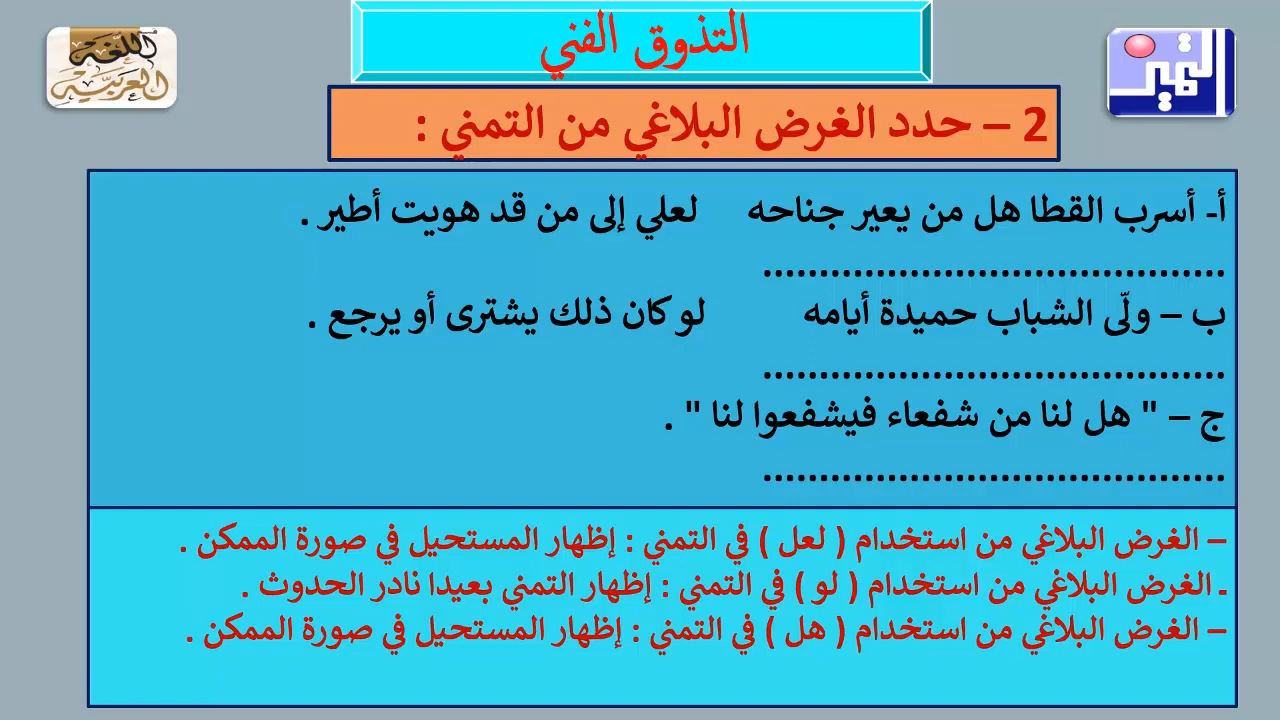 التذوق الفني
اللغة العربية
التميز
2 – حدد الغرض البلاغي من التمني :
أ- أسرب القطا هل من يعير جناحه لعلي إلى من قد هويت أطير .
.........................................
ب – ولّى الشباب حميدة أيامه لو كان ذلك يشترى أو يرجع .
.........................................
ج – " هل لنا من شفعاء فيشفعوا لنا " .
.........................................
– الغرض البلاغي من استخدام ( لعل ) في التمني : إظهار المستحيل في صورة الممكن .
- الغرض البلاغي من استخدام ( لو ) في التمني : إظهار التمني بعيدا نادر الحدوث .
– الغرض البلاغي من استخدام ( هل ) في التمني : إظهار المستحيل في صورة الممكن .